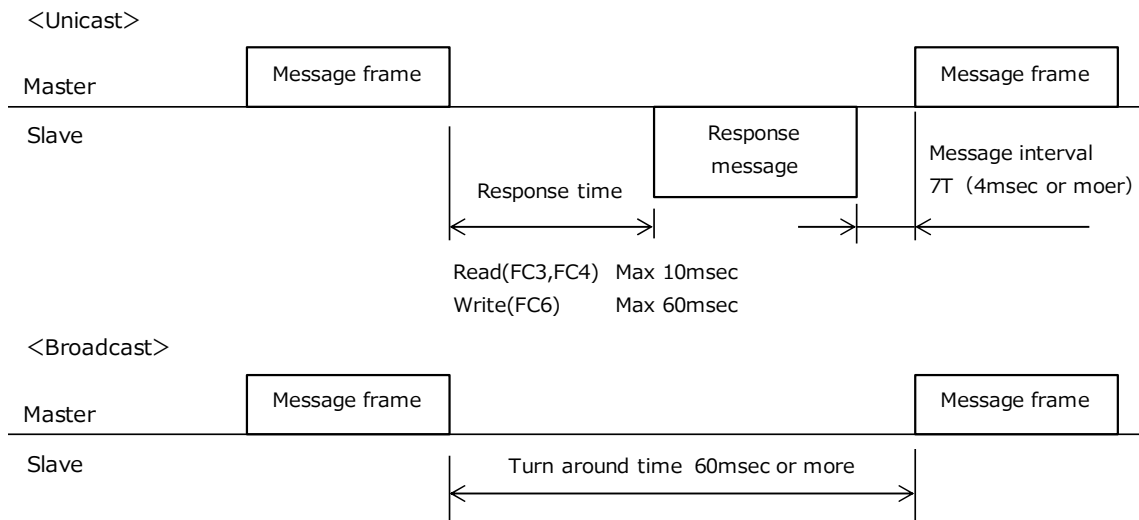 <Unicast>
Message frame
Message frame
Master
Slave
Response
message
Message interval
7T (4msec or moer)
Response time
Read(FC3,FC4) Max 10msec
Write(FC6) Max 60msec
<Broadcast>
Message frame
Message frame
Master
Slave
Turn around time 60msec or more